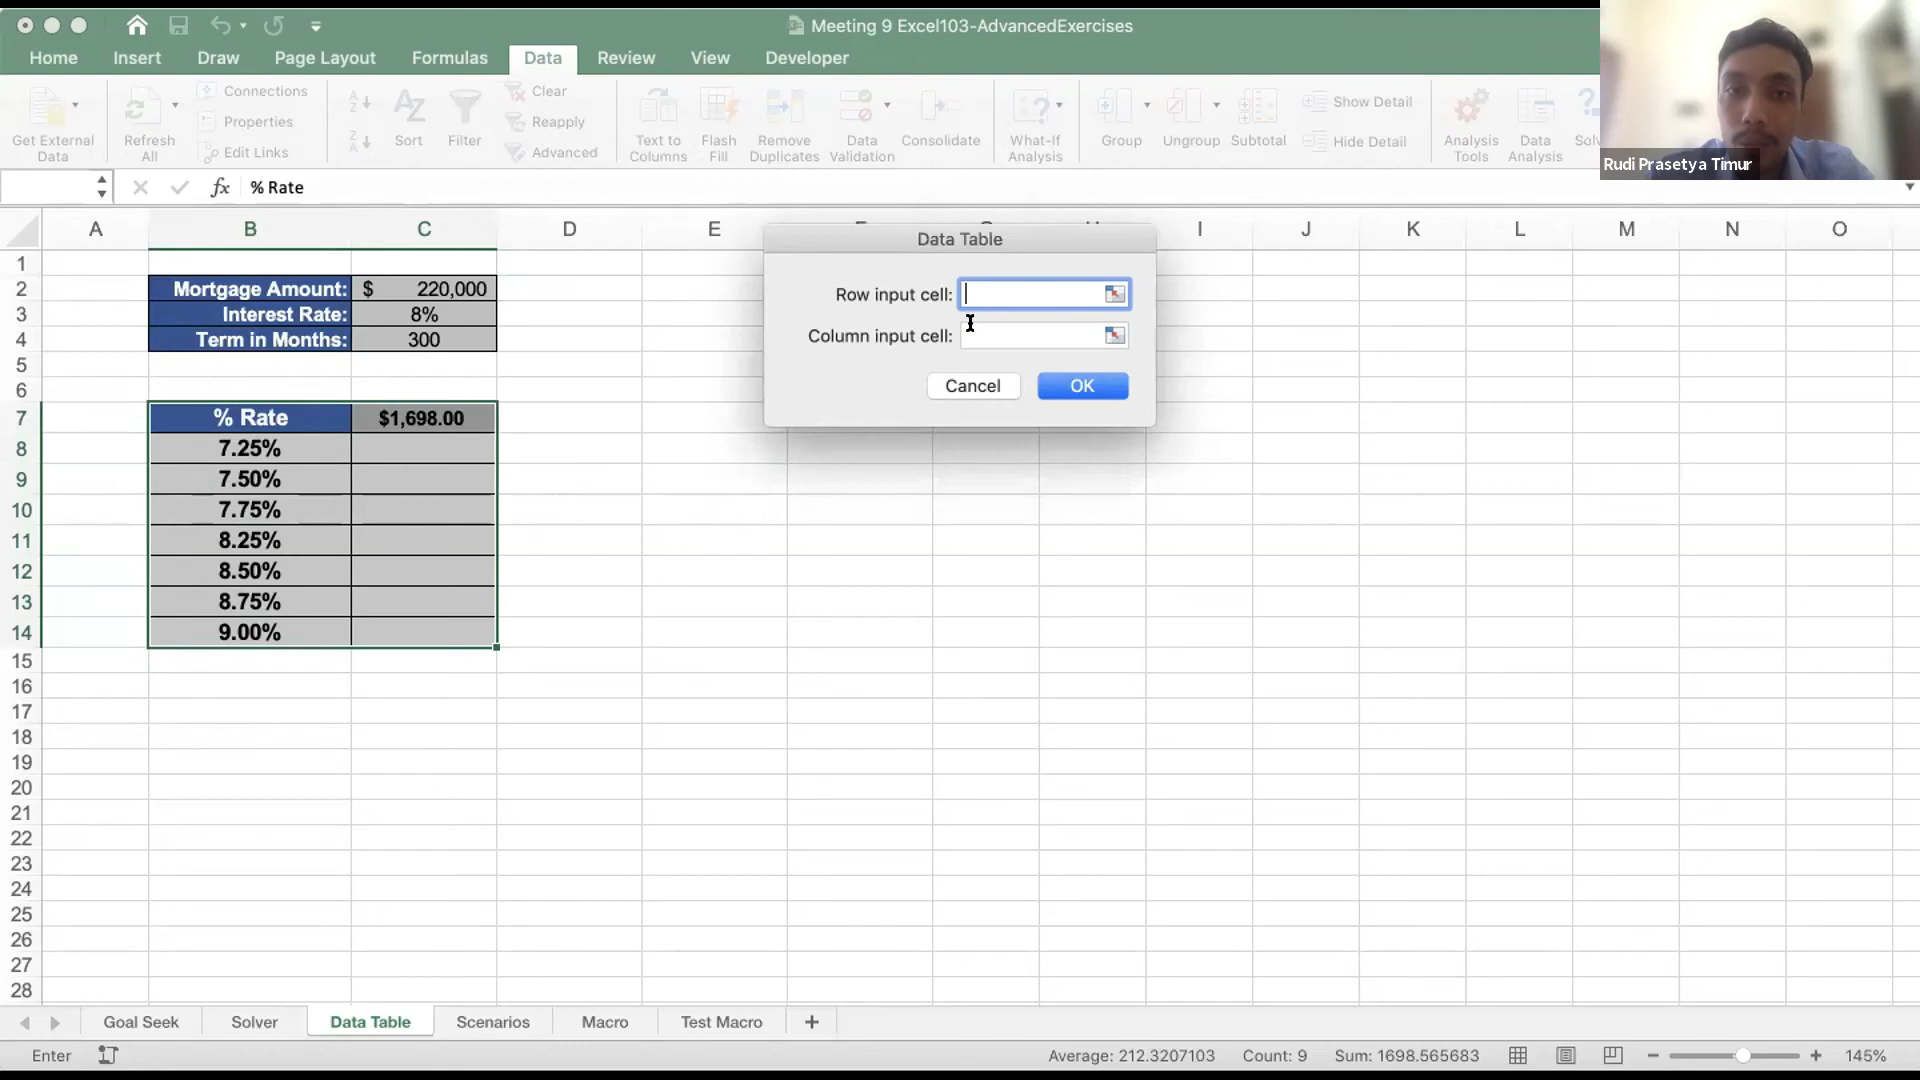 Meeting 9 Excel103-AdvancedExercises
Home Insert Draw Page Layout Formulas Data Review View Developer
Get External Data
Refresh All
Connections
Properties
Edit Links
Sort
Filter
Clear
Reapply
Advanced
Text to Columns
Flash Fill
Remove Duplicates
Data Validation
Consolidate
What-If Analysis
Group
Ungroup
Subtotal
Show Detail
Hide Detail
Analysis Tools
Data Analysis
Rudi Prasetya Timur
fx % Rate
A B C D E I J K L M N O
Data Table
Row input cell:
Column input cell:
Cancel OK
1
2 Mortgage Amount: $ 220,000
3 Interest Rate: 8%
4 Term in Months: 300
5
6
7 % Rate $1,698.00
8 7.25%
9 7.50%
10 7.75%
11 8.25%
12 8.50%
13 8.75%
14 9.00%
15
16
17
18
19
20
21
22
23
24
25
26
27
28
Goal Seek Solver Data Table Scenarios Macro Test Macro +
Enter Average: 212.3207103 Count: 9 Sum: 1698.565683 145%